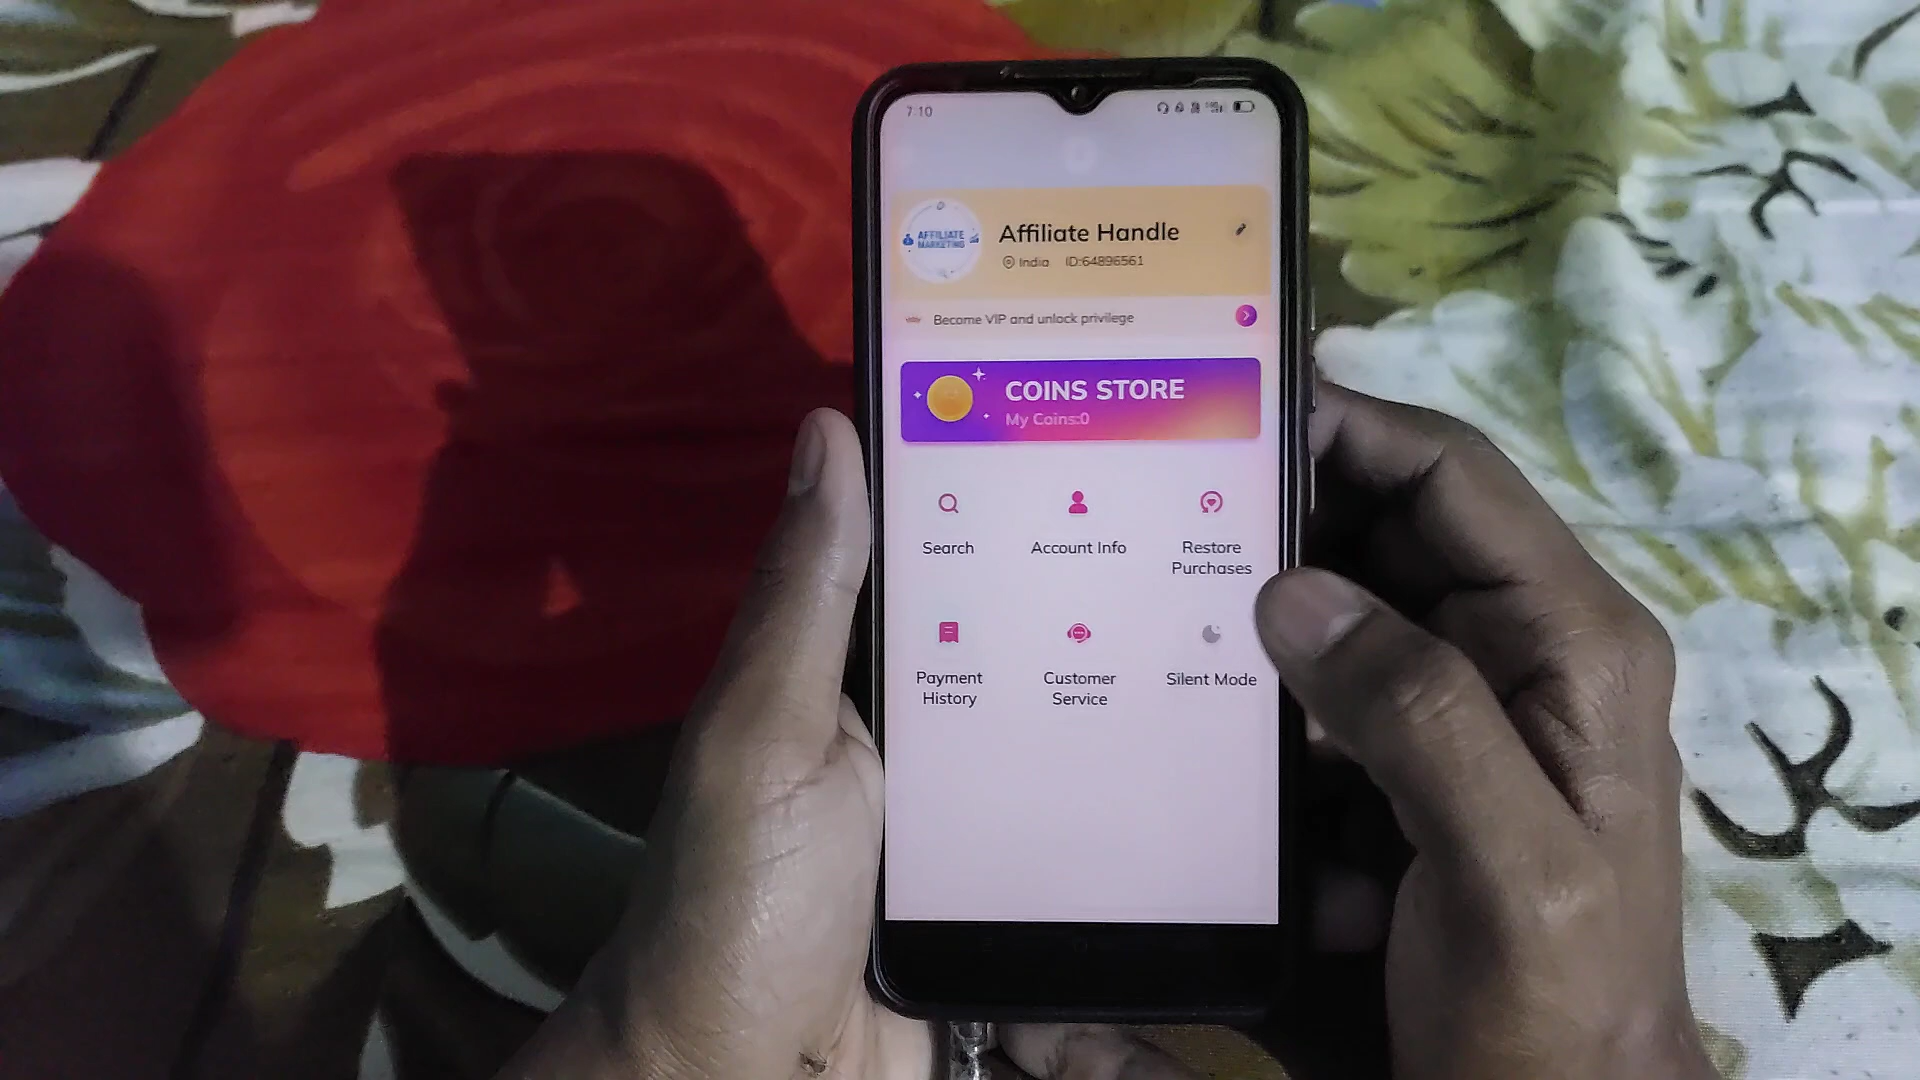 7:10
AFFILIATE
MARKETING
Affiliate Handle
India ID:64896561
Become VIP and unlock privilege
COINS STORE
My Coins:0
Search
Account Info
Restore
Purchases
Payment
History
Customer
Service
Silent Mode